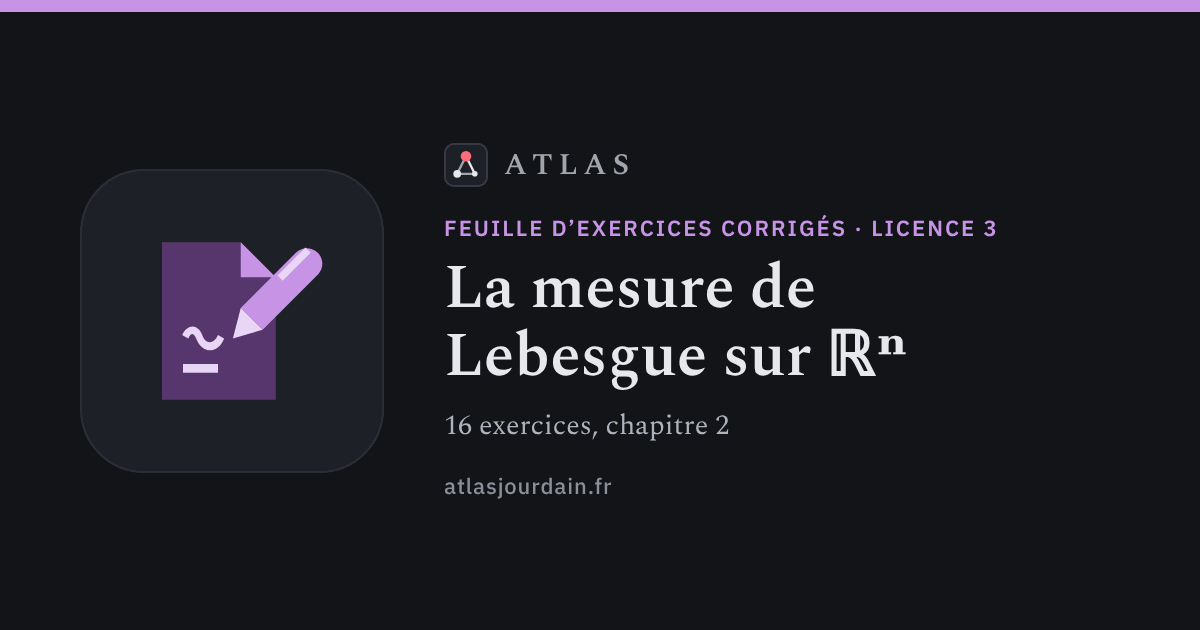 ATLAS
FEUILLE D’EXERCICES CORRIGÉS · LICENCE 3
La mesure de
Lebesgue sur ℝⁿ
16 exercices, chapitre 2
atlasjourdain.fr